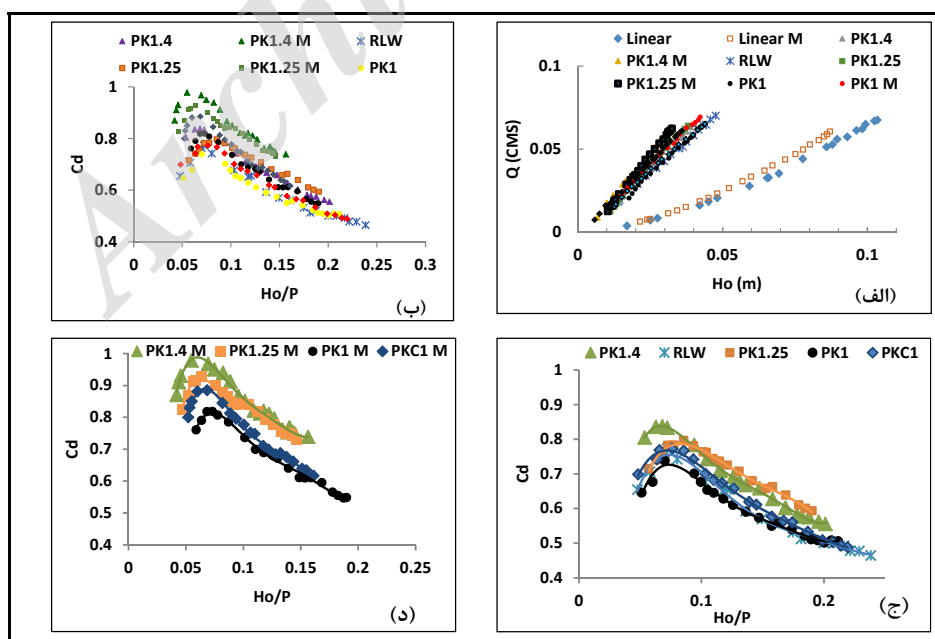 Archi
PK1.4 PK1.4 M RLW
PK1.25 PK1.25 M PK1
Cd
1
0.8
0.6
0.4
0 0.05 0.1 0.15 0.2 0.25 0.3
Ho/P
(ب)
Linear Linear M PK1.4
PK1.4 M RLW PK1.25
PK1.25 M PK1 PK1 M
Q (CMS)
0.1
0.05
0
0 0.05 0.1
Ho (m)
(الف)
PK1.4 M PK1.25 M PK1 M PKC1 M
Cd
1
0.9
0.8
0.7
0.6
0.5
0.4
0 0.05 0.1 0.15 0.2 0.25
Ho/P
(د)
PK1.4 RLW PK1.25 PK1 PKC1
Cd
1
0.9
0.8
0.7
0.6
0.5
0.4
0 0.1 0.2
Ho/P
(ج)